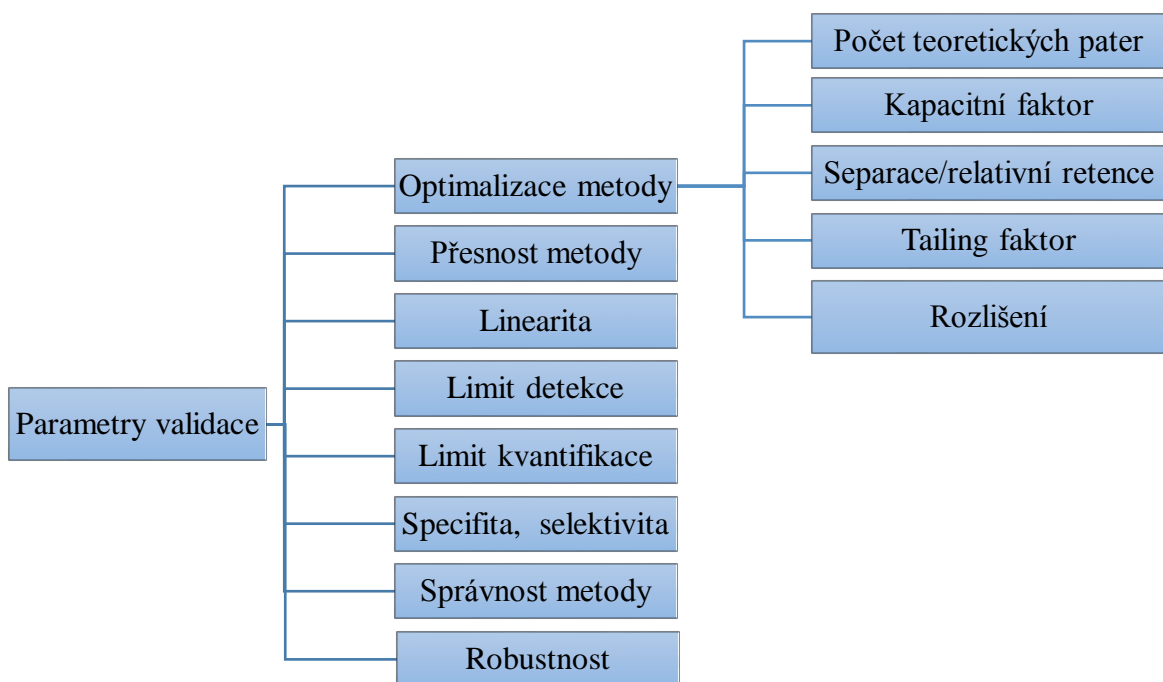 Parametry validace
Optimalizace metody
Přesnost metody
Linearita
Limit detekce
Limit kvantifikace
Specifita, selektivita
Správnost metody
Robustnost
Počet teoretických pater
Kapacitní faktor
Separace/relativní retence
Tailing faktor
Rozlišení